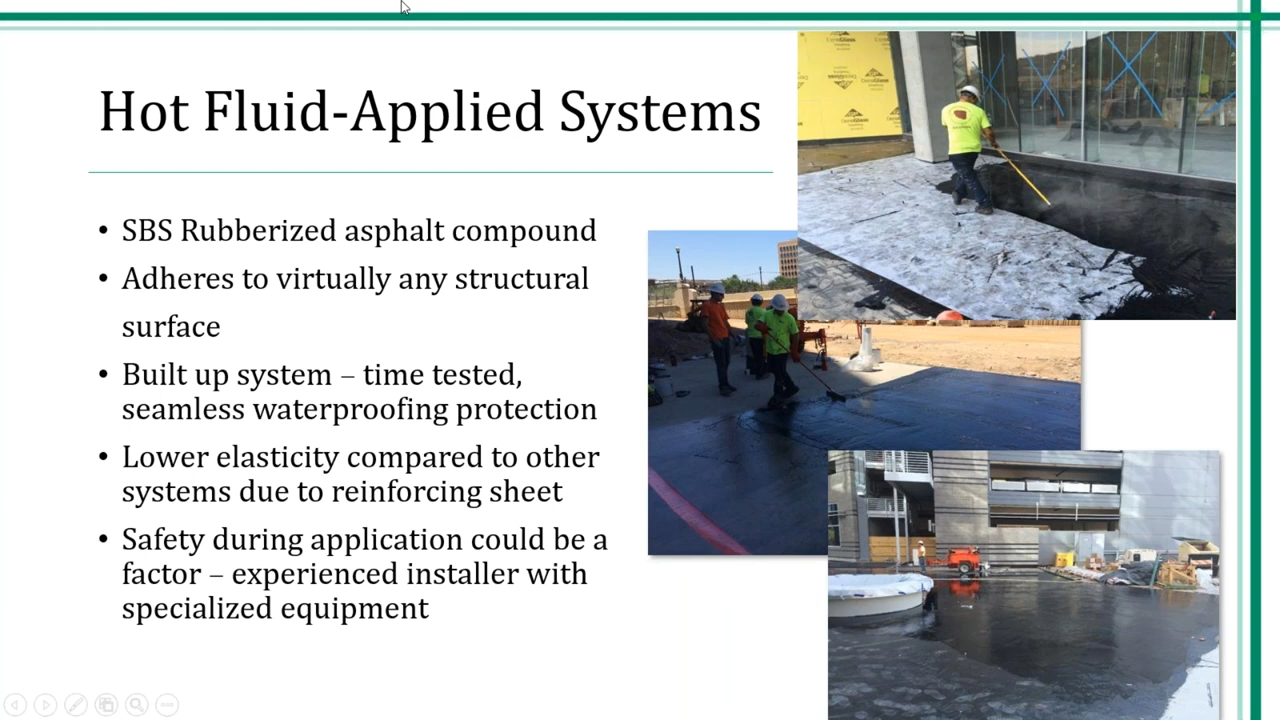 Hot Fluid-Applied Systems
• SBS Rubberized asphalt compound
• Adheres to virtually any structural
surface
• Built up system – time tested,
seamless waterproofing protection
• Lower elasticity compared to other
systems due to reinforcing sheet
• Safety during application could be a
factor – experienced installer with
specialized equipment